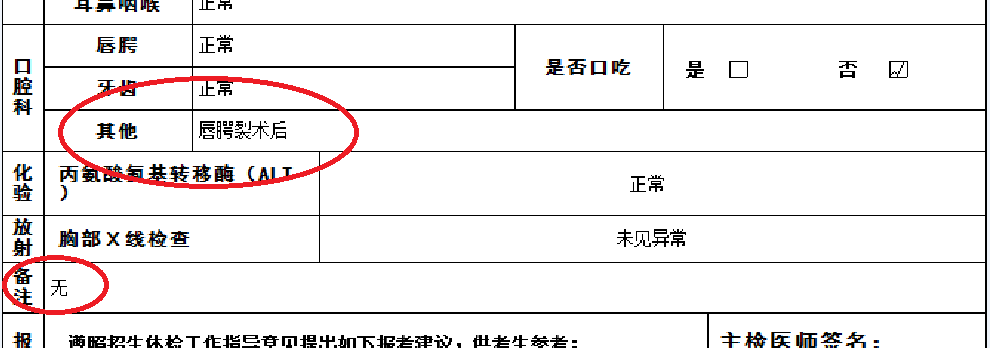 耳鼻咽喉 正常
口腔科 唇腭 正常 是否口吃 是 否
牙齿 正常
其他 唇腭裂术后
化验 丙氨酸氨基转移酶（ALT） 正常
放射 胸部X线检查 未见异常
备注 无
报 遵照招生体检工作指导意见提出如下报考建议，供考生参考： 主检医师签名：